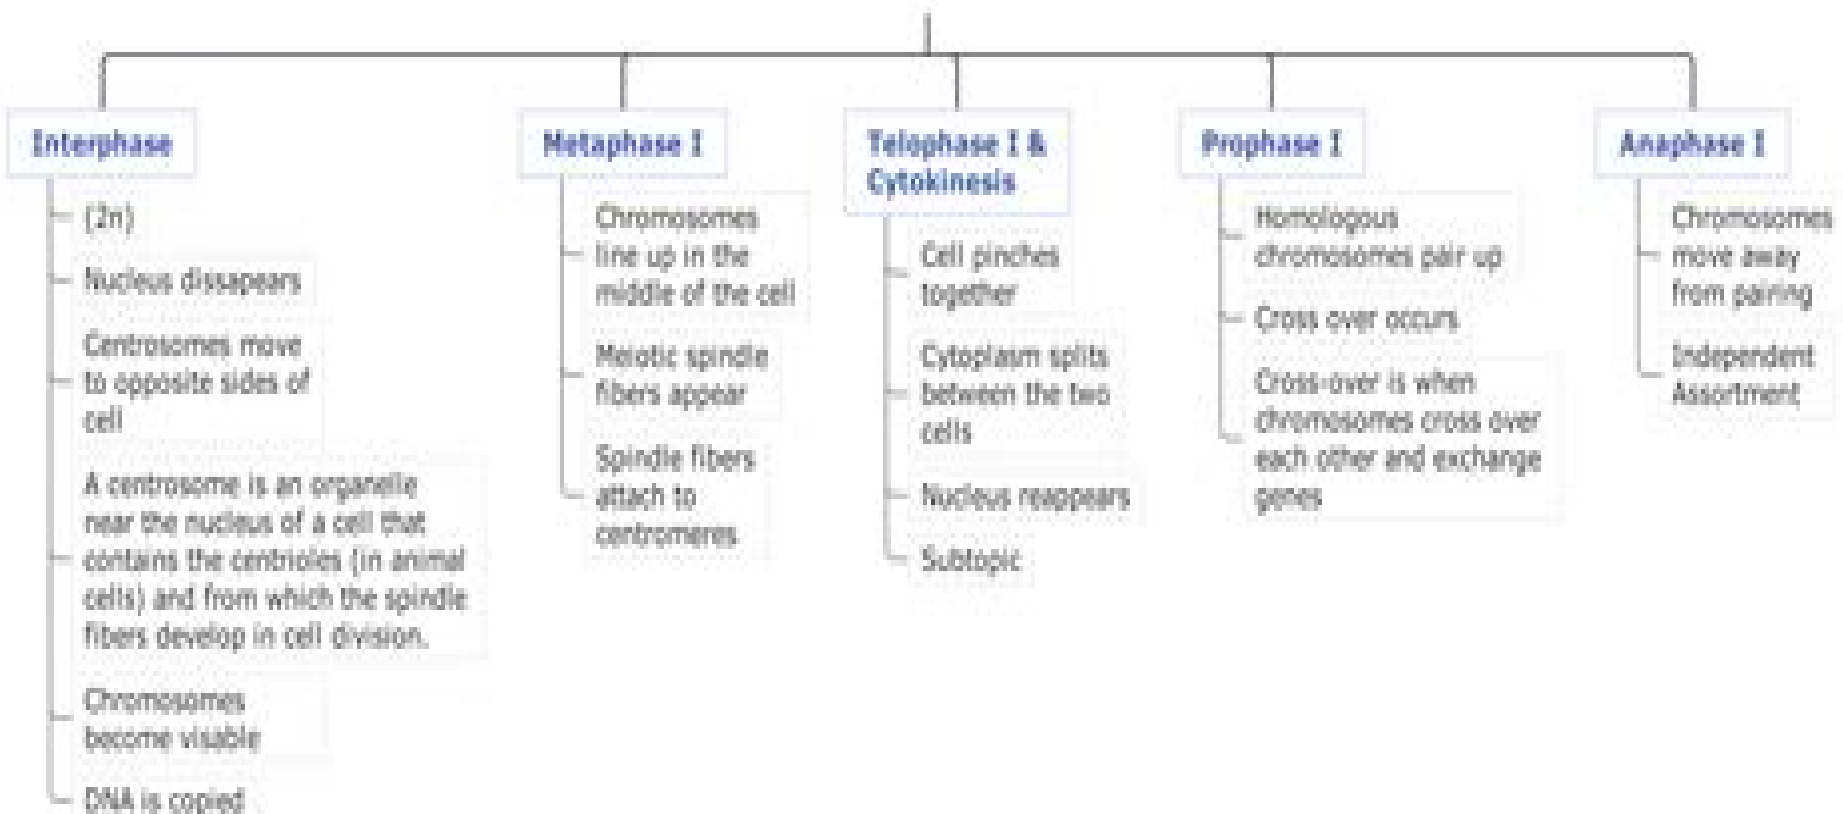 Interphase
(2n)
Nucleus dissapears
Centrosomes move
to opposite sides of
cell
A centrosome is an organelle
near the nucleus of a cell that
contains the centrioles (in animal
cells) and from which the spindle
fibers develop in cell division.
Chromosomes
become visable
DNA is copied
Metaphase I
Chromosomes
line up in the
middle of the cell
Meiotic spindle
fibers appear
Spindle fibers
attach to
centromeres
Telophase I &
Cytokinesis
Cell pinches
together
Cytoplasm splits
between the two
cells
Nucleus reappears
Subtopic
Prophase I
Homologous
chromosomes pair up
Cross over occurs
Cross-over is when
chromosomes cross over
each other and exchange
genes
Anaphase I
Chromosomes
move away
from pairing
Independent
Assortment